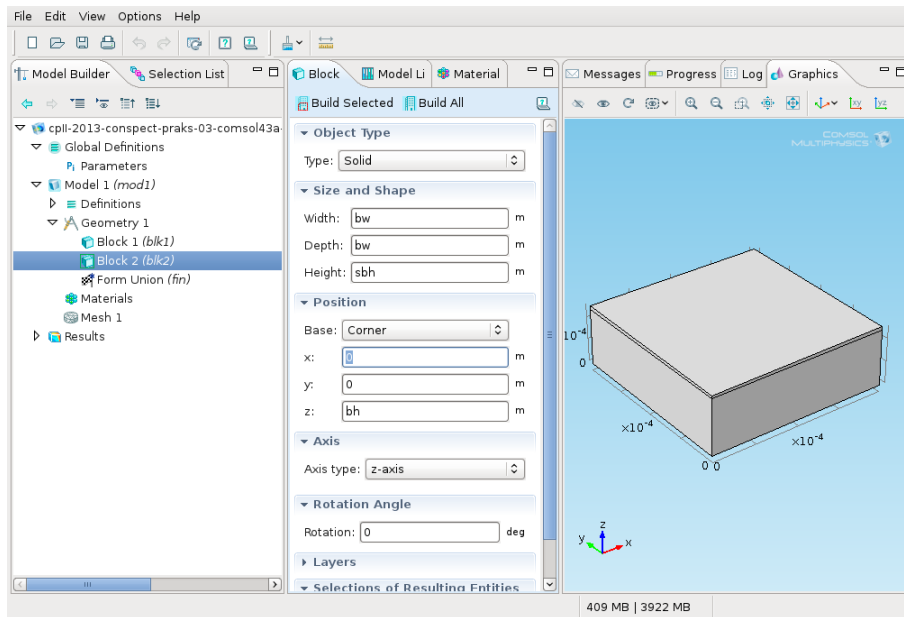 File Edit View Options Help
Model Builder Selection List
cpII-2013-conspect-praks-03-comsol43a-
Global Definitions
Pi Parameters
Model 1 (mod1)
Definitions
Geometry 1
Block 1 (blk1)
Block 2 (blk2)
Form Union (fin)
Materials
Mesh 1
Results
Block Model Li Material
Build Selected Build All
Object Type
Type: Solid
Size and Shape
Width: bw m
Depth: bw m
Height: sbh m
Position
Base: Corner
x: 0 m
y: 0 m
z: bh m
Axis
Axis type: z-axis
Rotation Angle
Rotation: 0 deg
Layers
Selections of Resulting Entities
Messages Progress Log Graphics
xy yz
COMSOL
MULTIPHYSICS
10⁻⁴
0
×10⁻⁴
×10⁻⁴
0 0
z
y x
409 MB | 3922 MB